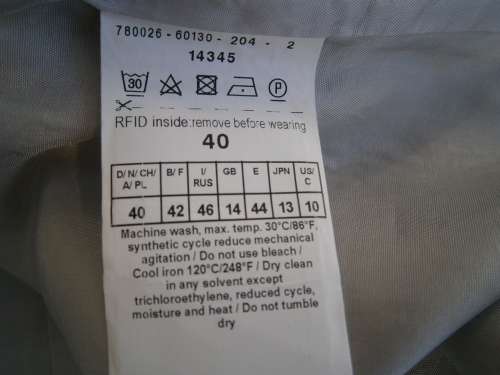 780026-60130-204 - 2
14345
30 P
RFID inside:remove before wearing
40
D/N/CH/A/PL B/F I/RUS GB E JPN US/C
40 42 46 14 44 13 10
Machine wash, max. temp. 30°C/86°F,
synthetic cycle reduce mechanical
agitation / Do not use bleach /
Cool iron 120°C/248°F / Dry clean
in any solvent except
trichloroethylene, reduced cycle,
moisture and heat / Do not tumble
dry